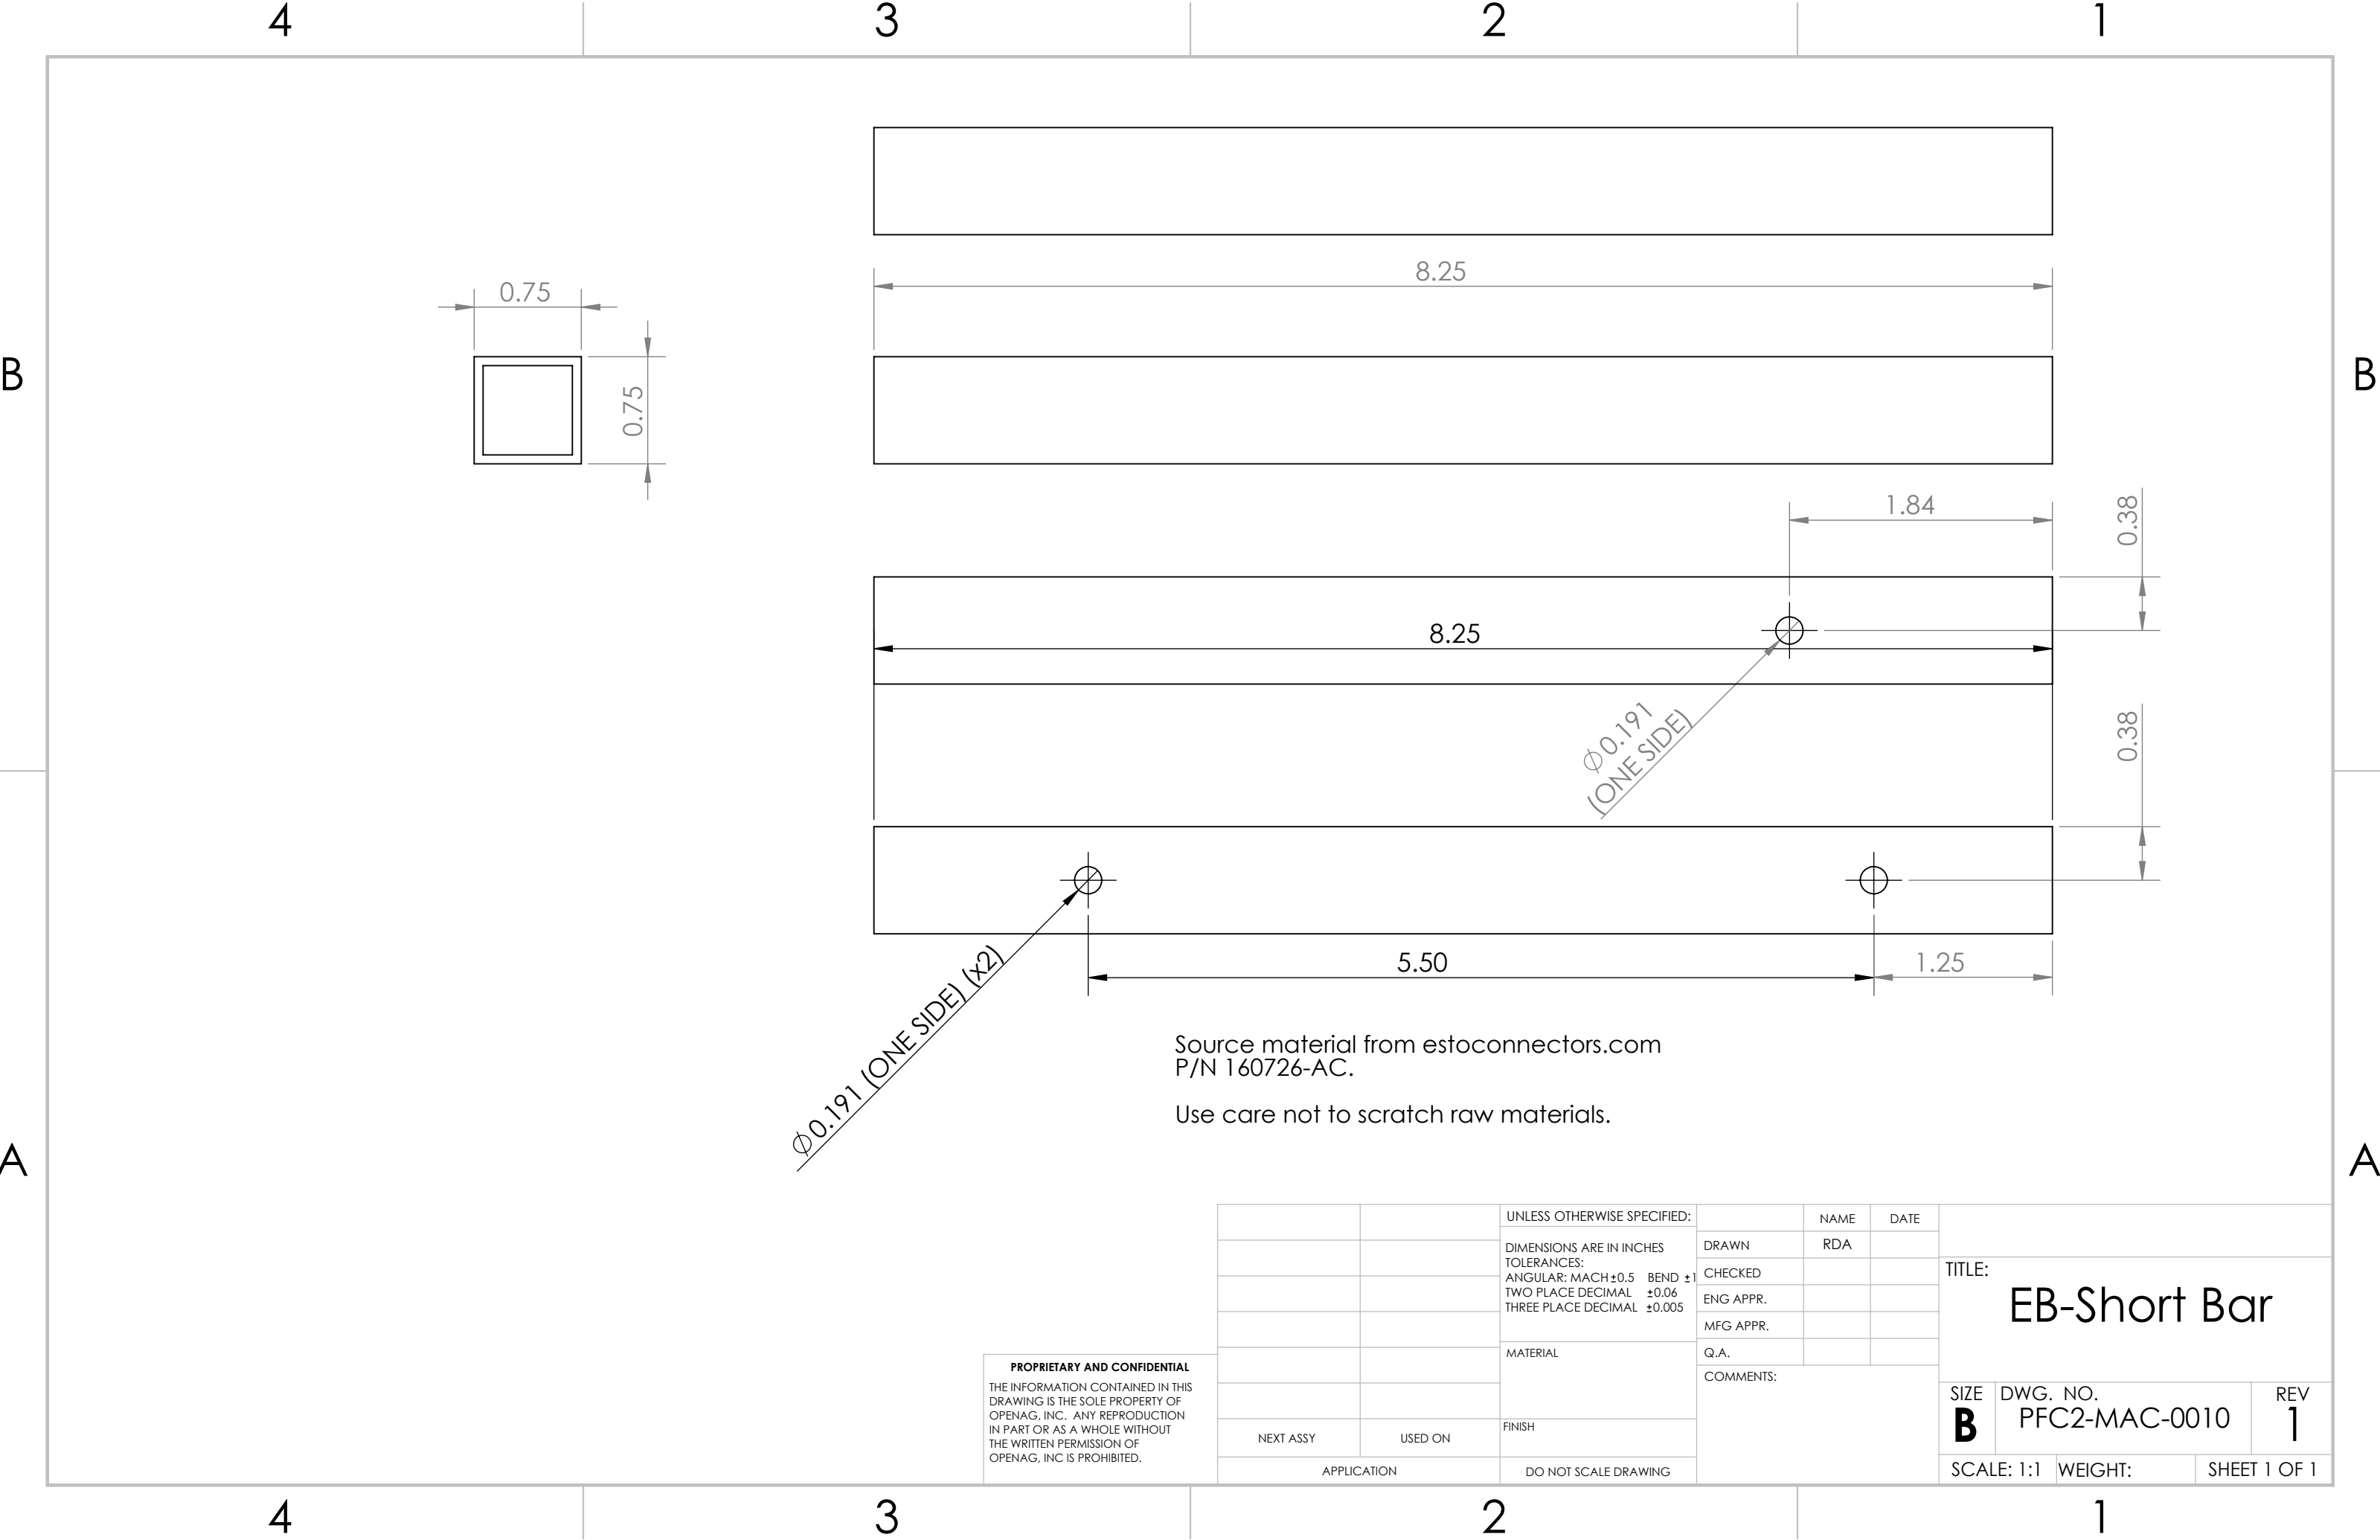 4 3 2 1
8.25
0.75
B B
0.75
1.84
0.38
8.25
Ø0.191
(ONE SIDE)
0.38
5.50 1.25
Ø0.191 (ONE SIDE) (x2)
Source material from estoconnectors.com
P/N 160726-AC.
Use care not to scratch raw materials.
A A
PROPRIETARY AND CONFIDENTIAL
THE INFORMATION CONTAINED IN THIS
DRAWING IS THE SOLE PROPERTY OF
OPENAG, INC. ANY REPRODUCTION
IN PART OR AS A WHOLE WITHOUT
THE WRITTEN PERMISSION OF
OPENAG, INC IS PROHIBITED.
NEXT ASSY USED ON
APPLICATION
UNLESS OTHERWISE SPECIFIED:
DIMENSIONS ARE IN INCHES
TOLERANCES:
ANGULAR: MACH±0.5 BEND ±1
TWO PLACE DECIMAL ±0.06
THREE PLACE DECIMAL ±0.005
MATERIAL
FINISH
DO NOT SCALE DRAWING
NAME DATE
DRAWN RDA
CHECKED
ENG APPR.
MFG APPR.
Q.A.
COMMENTS:
TITLE:
EB-Short Bar
SIZE DWG. NO. REV
B PFC2-MAC-0010 1
SCALE: 1:1 WEIGHT: SHEET 1 OF 1
4 3 2 1